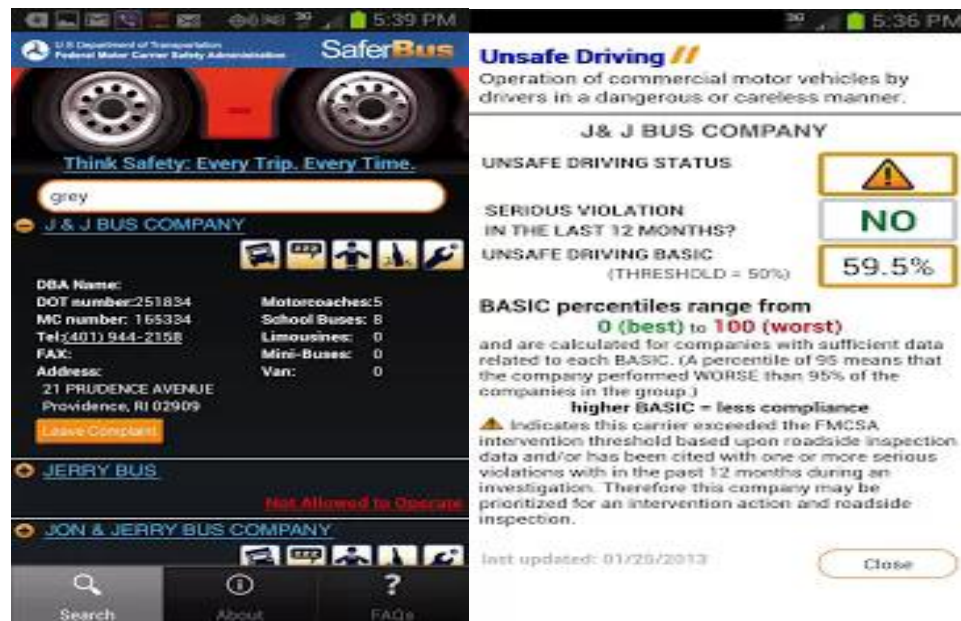 5:39 PM
U S Department of Transportation
Federal Motor Carrier Safety Administration
SaferBus
Think Safety: Every Trip. Every Time.
grey
J & J BUS COMPANY
DBA Name:
DOT number:251834
MC number: 165334
Tel:(401) 944-2158
FAX:
Address:
21 PRUDENCE AVENUE
Providence, RI 02909
Motorcoaches:5
School Buses: 8
Limousines: 0
Mini-Buses: 0
Van: 0
Leave Complaint
JERRY BUS
Not Allowed to Operate
JON & JERRY BUS COMPANY
Search
About
FAQs
3G
5:36 PM
Unsafe Driving //
Operation of commercial motor vehicles by
drivers in a dangerous or careless manner.
J& J BUS COMPANY
UNSAFE DRIVING STATUS
SERIOUS VIOLATION
IN THE LAST 12 MONTHS?
NO
UNSAFE DRIVING BASIC
(THRESHOLD = 50%)
59.5%
BASIC percentiles range from
0 (best) to 100 (worst)
and are calculated for companies with sufficient data
related to each BASIC. (A percentile of 95 means that
the company performed WORSE than 95% of the
companies in the group.)
higher BASIC = less compliance
Indicates this carrier exceeded the FMCSA
intervention threshold based upon roadside inspection
data and/or has been cited with one or more serious
violations with in the past 12 months during an
investigation. Therefore this company may be
prioritized for an intervention action and roadside
inspection.
last updated: 01/25/2013
Close